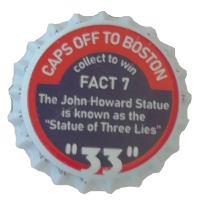 CAPS OFF TO BOSTON
collect to win
FACT 7
The John Howard Statue
is known as the
"Statue of Three Lies"
"33"